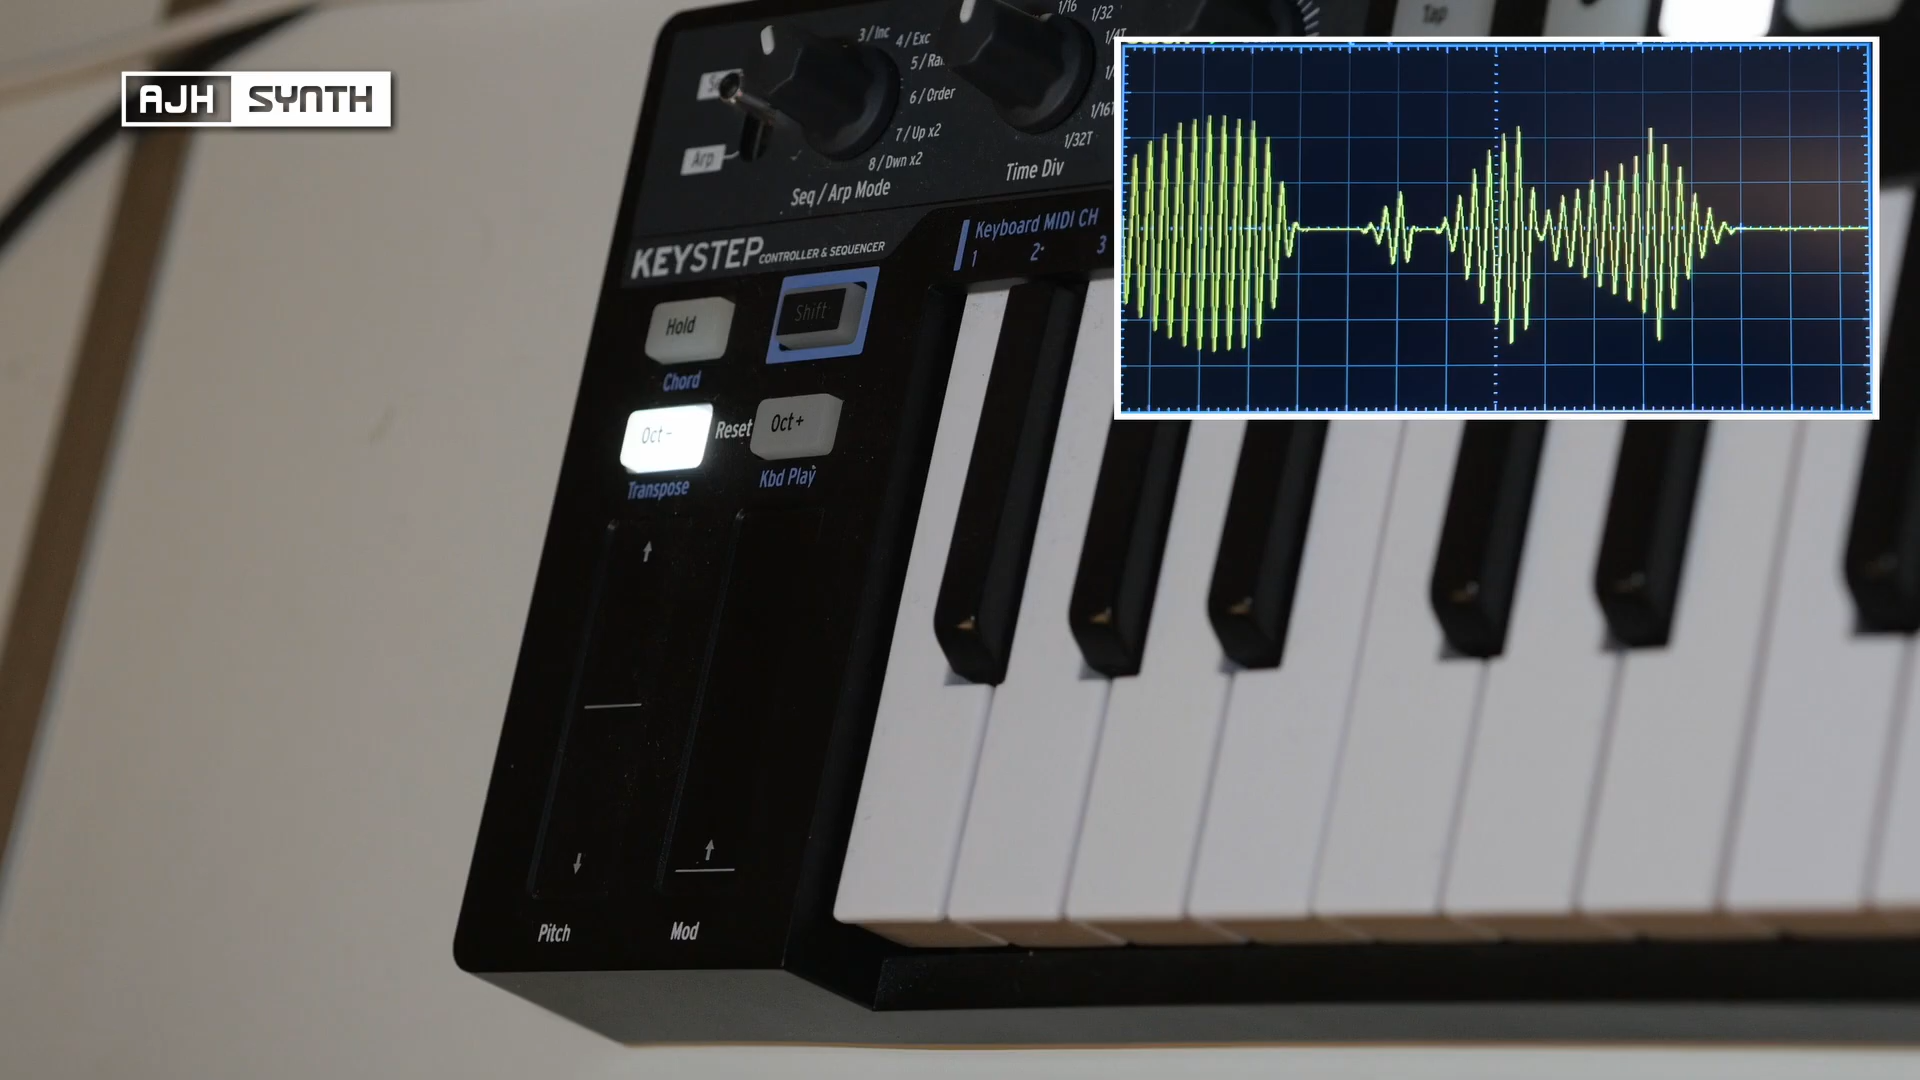 AJH SYNTH
3 / Inc
4 / Exc
6 / Order
7 / Up x2
8 / Dwn x2
Arp
Seq / Arp Mode
1/16
1/32
1/32T
Time Div
Tap
KEYSTEP CONTROLLER & SEQUENCER
Keyboard MIDI CH
1 2 3
Hold
Shift
Chord
Oct -
Reset
Oct +
Transpose
Kbd Play
Pitch
Mod